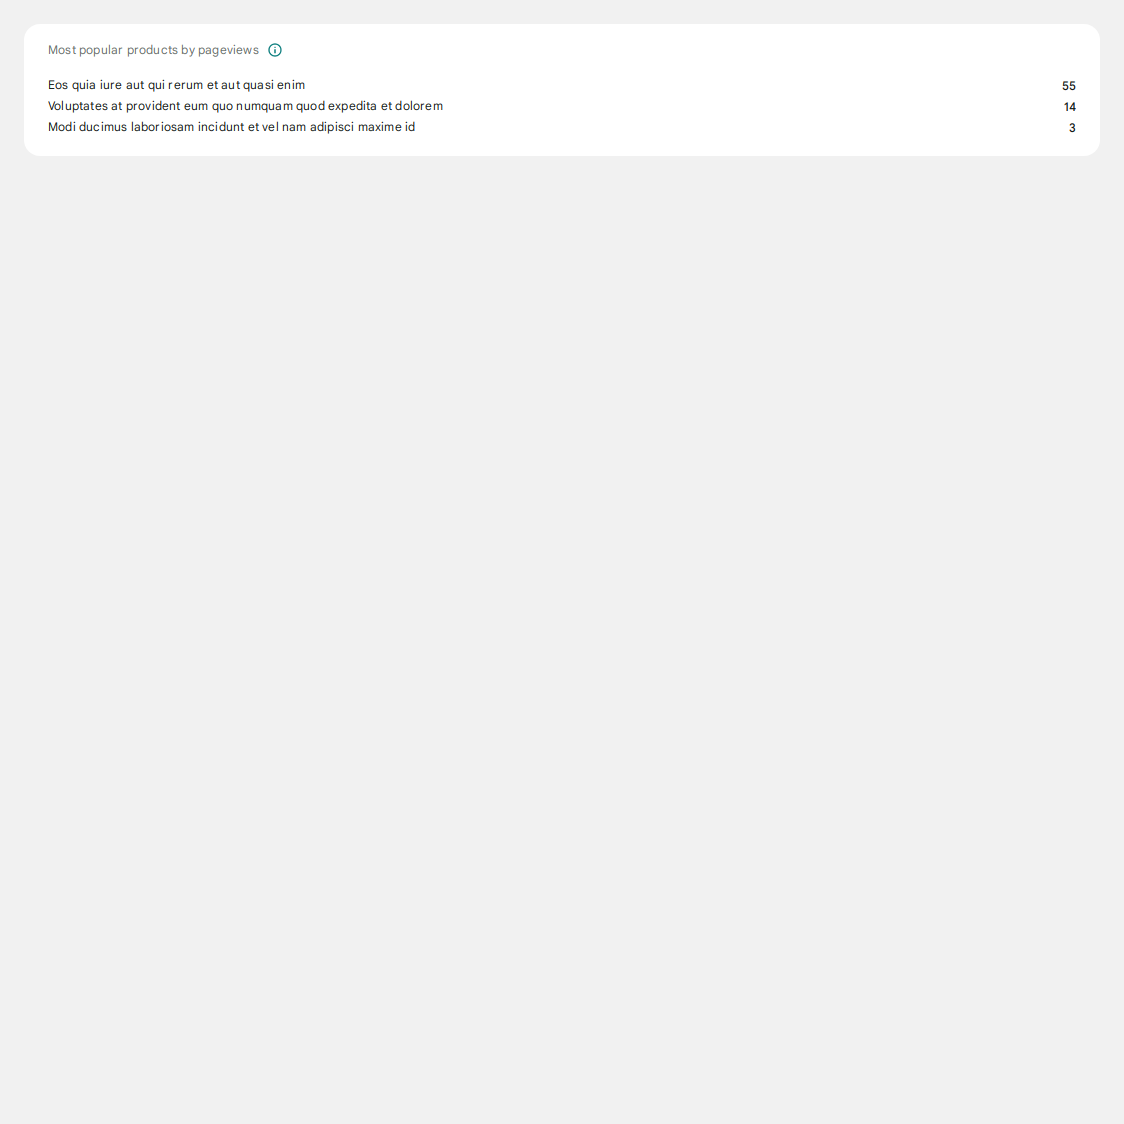 Most popular products by pageviews
Eos quia iure aut qui rerum et aut quasi enim 55
Voluptates at provident eum quo numquam quod expedita et dolorem 14
Modi ducimus laboriosam incidunt et vel nam adipisci maxime id 3